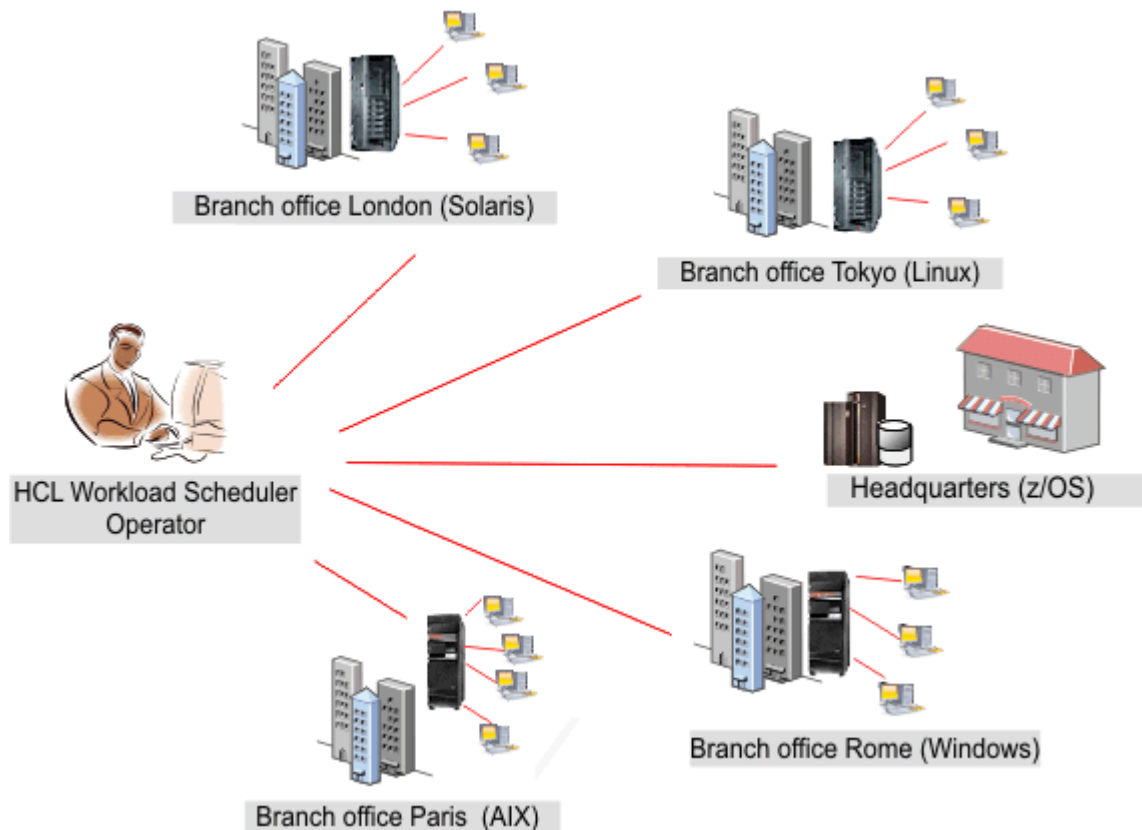 Branch office London (Solaris)
Branch office Tokyo (Linux)
HCL Workload Scheduler
Operator
Headquarters (z/OS)
Branch office Rome (Windows)
Branch office Paris (AIX)